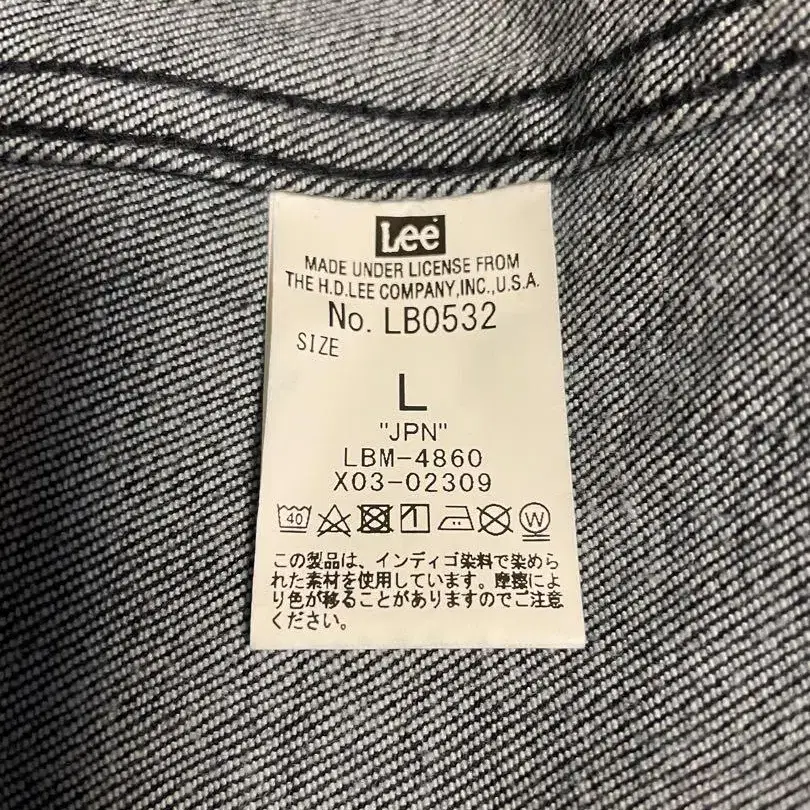 Lee
MADE UNDER LICENSE FROM
THE H.D.LEE COMPANY,INC.,U.S.A.
No. LB0532
SIZE
L
"JPN"
LBM-4860
X03-02309
40 W
この製品は、インディゴ染料で染めら
れた素材を使用しています。摩擦によ
り色が移ることがありますのでご注意
ください。